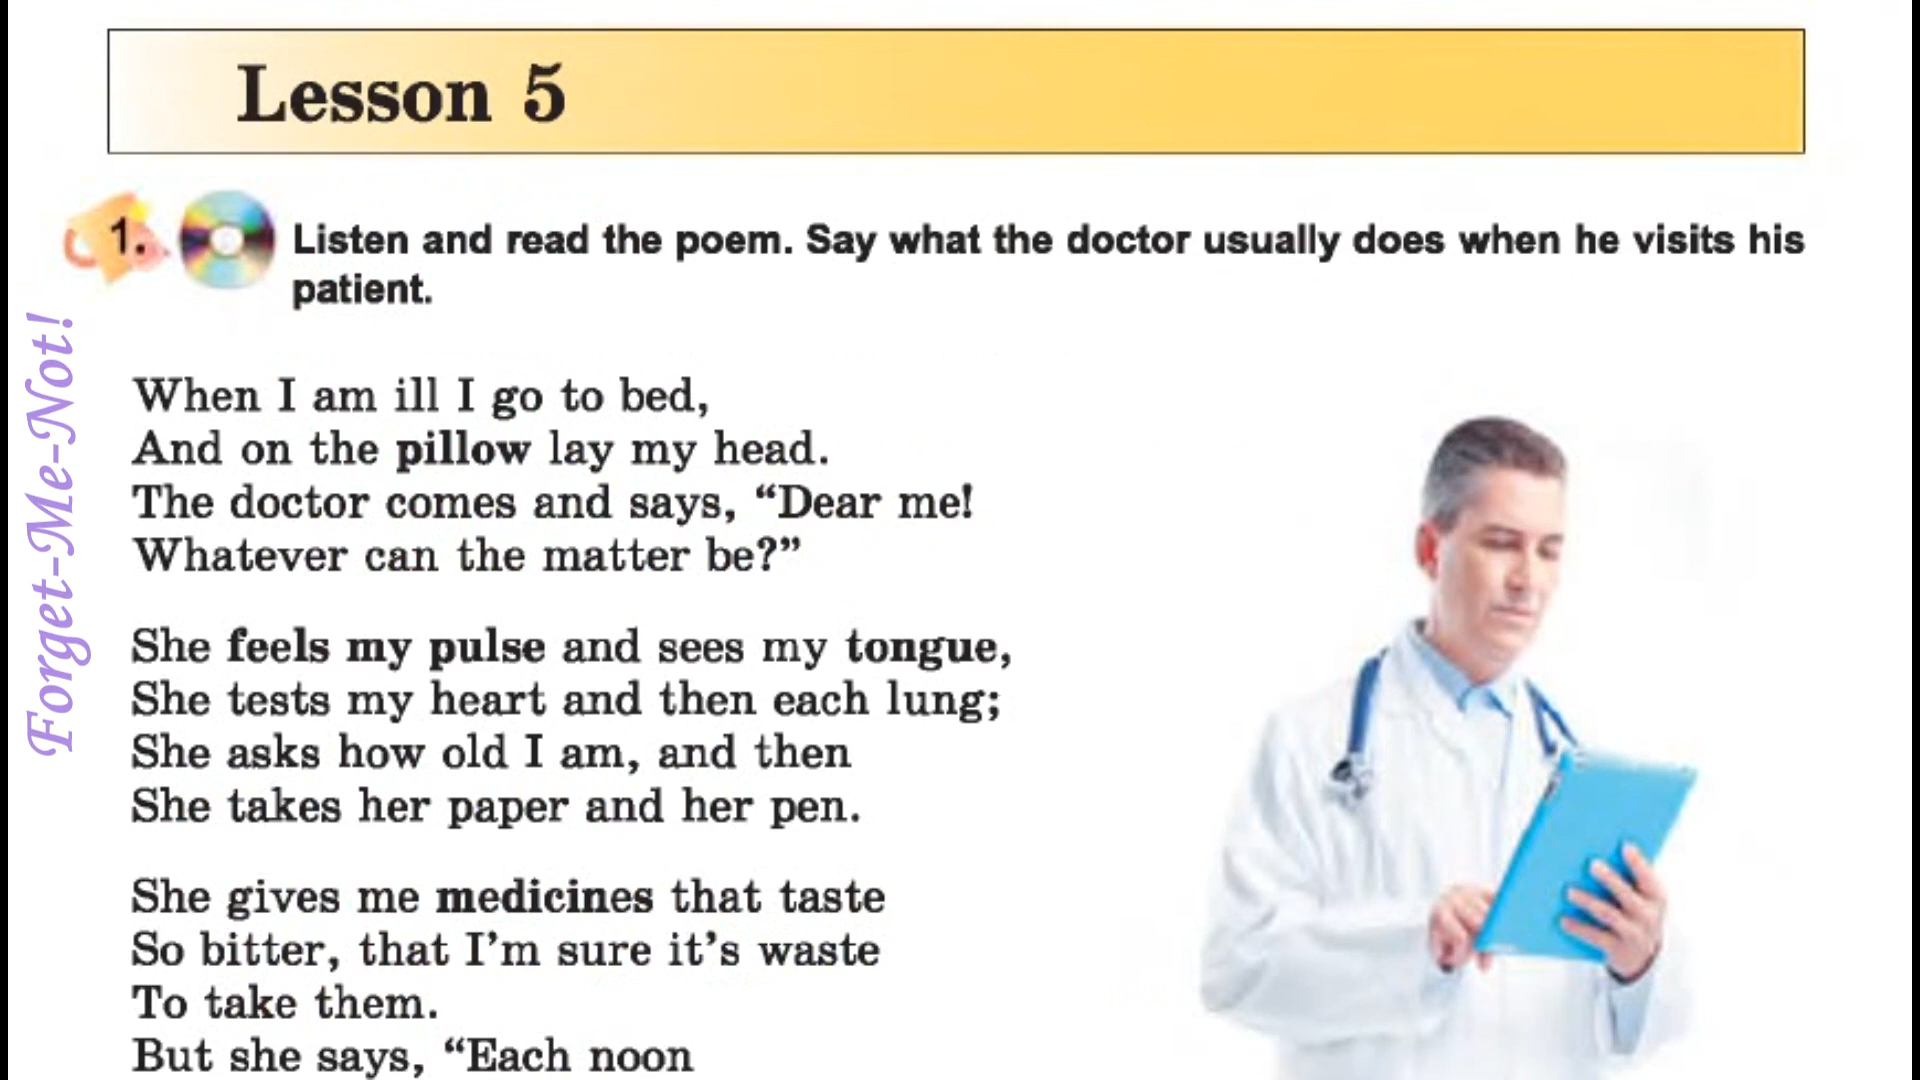 Lesson 5
1.
Listen and read the poem. Say what the doctor usually does when he visits his
patient.
Forget-Me-Not!
When I am ill I go to bed,
And on the pillow lay my head.
The doctor comes and says, “Dear me!
Whatever can the matter be?”
She feels my pulse and sees my tongue,
She tests my heart and then each lung;
She asks how old I am, and then
She takes her paper and her pen.
She gives me medicines that taste
So bitter, that I’m sure it’s waste
To take them.
But she says, “Each noon